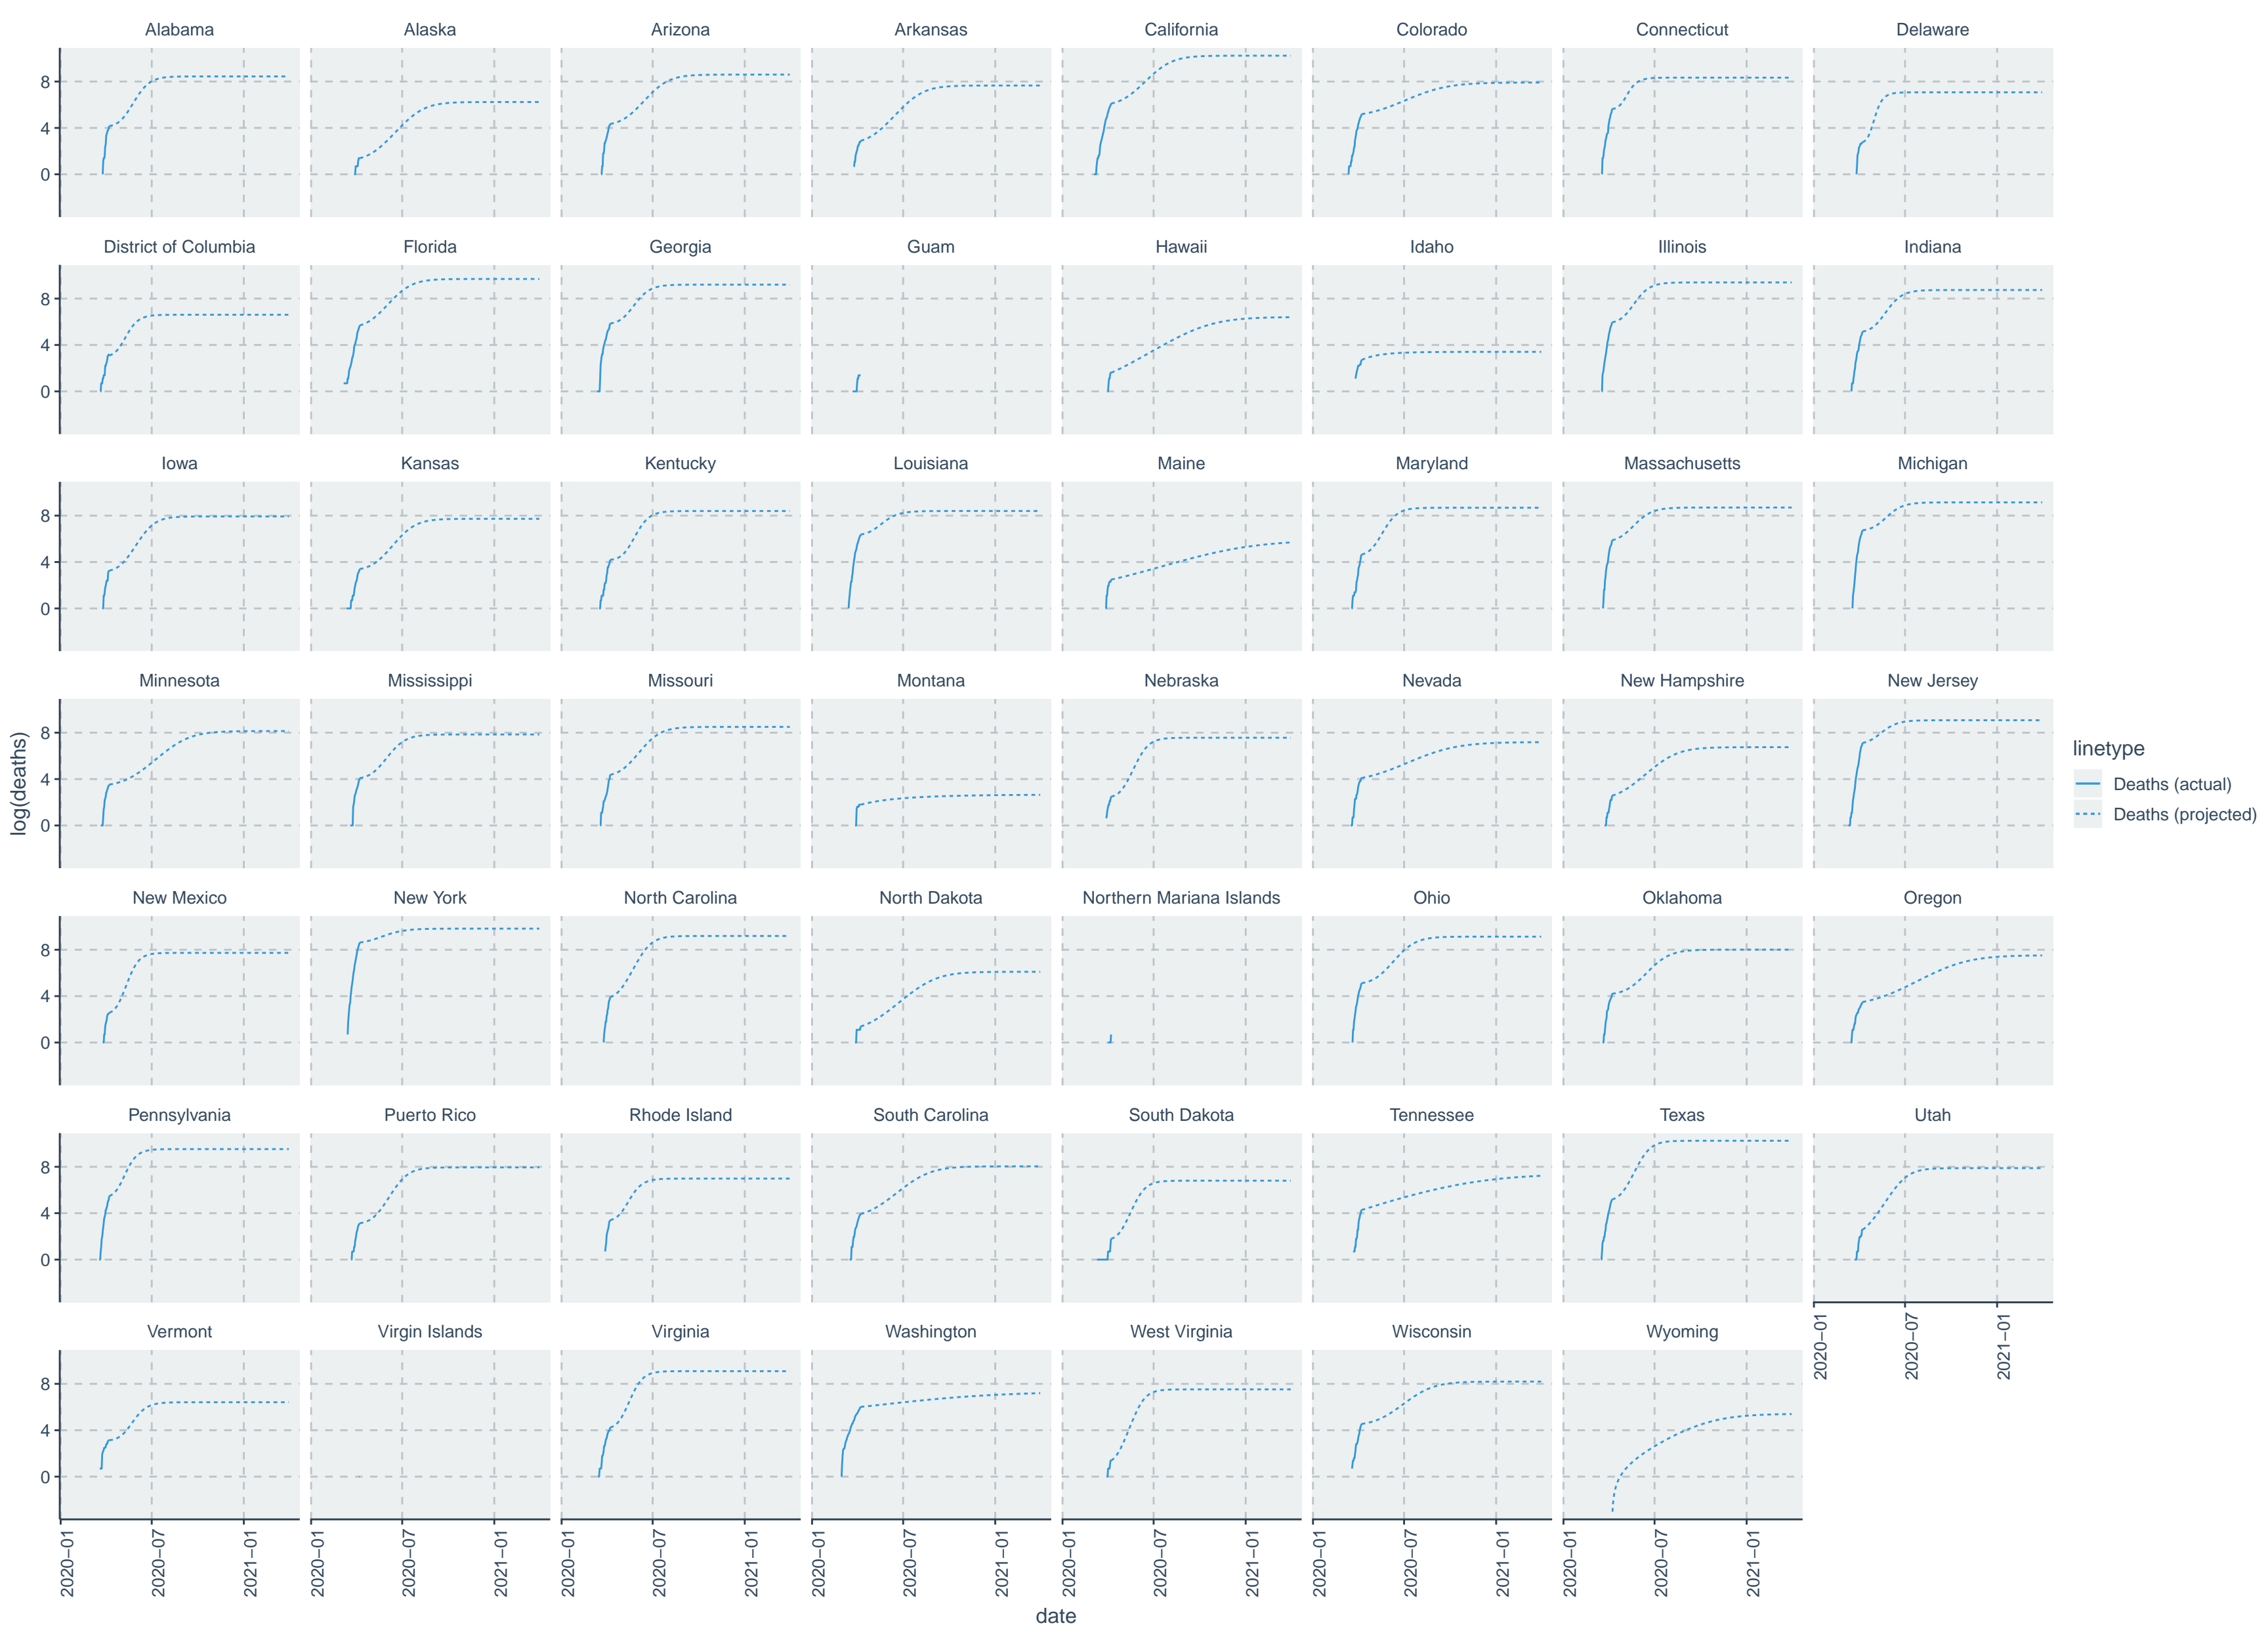 Alabama Alaska Arizona Arkansas California Colorado Connecticut Delaware
8
4
0
District of Columbia Florida Georgia Guam Hawaii Idaho Illinois Indiana
8
4
0
Iowa Kansas Kentucky Louisiana Maine Maryland Massachusetts Michigan
8
4
0
Minnesota Mississippi Missouri Montana Nebraska Nevada New Hampshire New Jersey
8
4
0
log(deaths)
linetype
Deaths (actual)
Deaths (projected)
New Mexico New York North Carolina North Dakota Northern Mariana Islands Ohio Oklahoma Oregon
8
4
0
Pennsylvania Puerto Rico Rhode Island South Carolina South Dakota Tennessee Texas Utah
8
4
0
2020−01 2020−07 2021−01
Vermont Virgin Islands Virginia Washington West Virginia Wisconsin Wyoming
8
4
0
2020−01 2020−07 2021−01 2020−01 2020−07 2021−01 2020−01 2020−07 2021−01 2020−01 2020−07 2021−01 2020−01 2020−07 2021−01 2020−01 2020−07 2021−01 2020−01 2020−07 2021−01
date